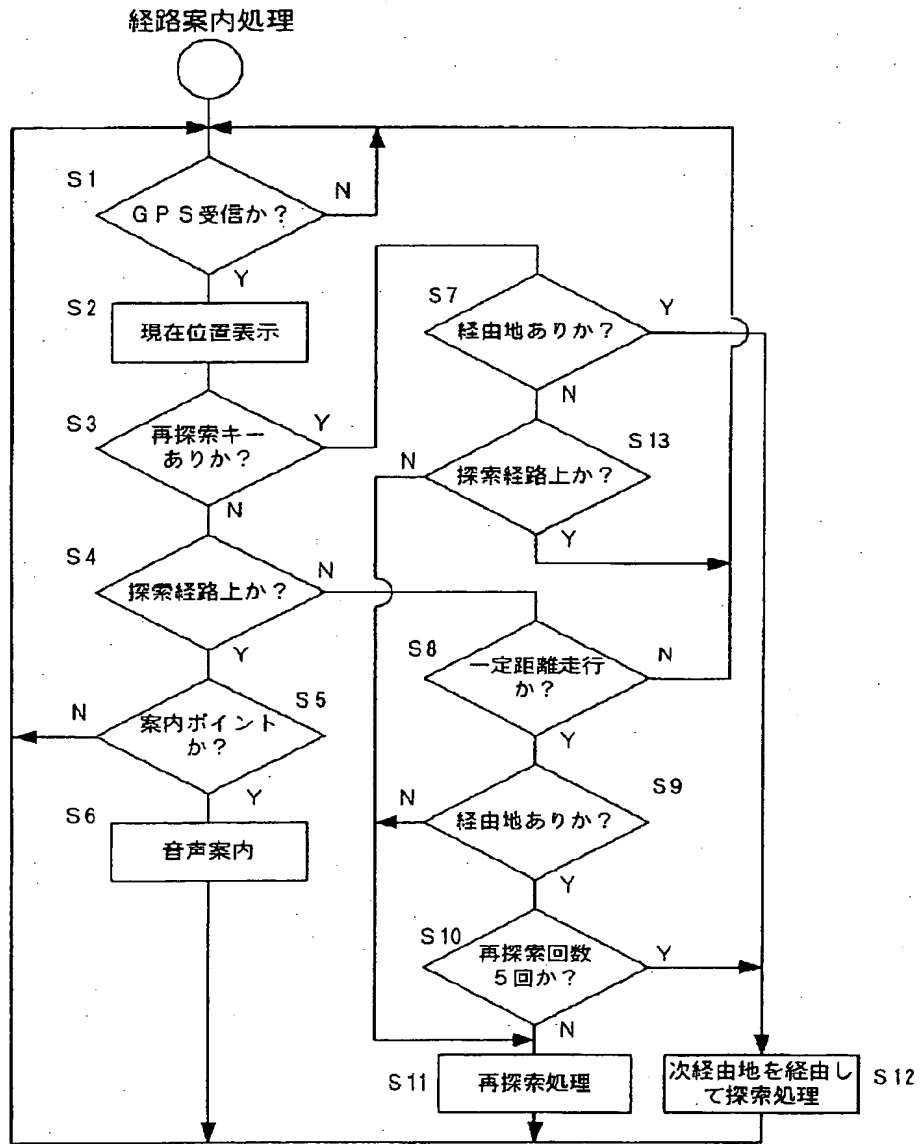 経路案内処理
S1
GPS受信か?
N
Y
S2
現在位置表示
S3
再探索キー
ありか?
Y
N
S4
探索経路上か?
N
Y
S5
案内ポイント
か?
N
Y
S6
音声案内
S7
経由地ありか?
Y
N
S13
探索経路上か?
N
Y
S8
一定距離走行
か?
N
Y
S9
経由地ありか?
N
Y
S10
再探索回数
5回か?
Y
N
S11
再探索処理
次経由地を経由し
て探索処理
S12